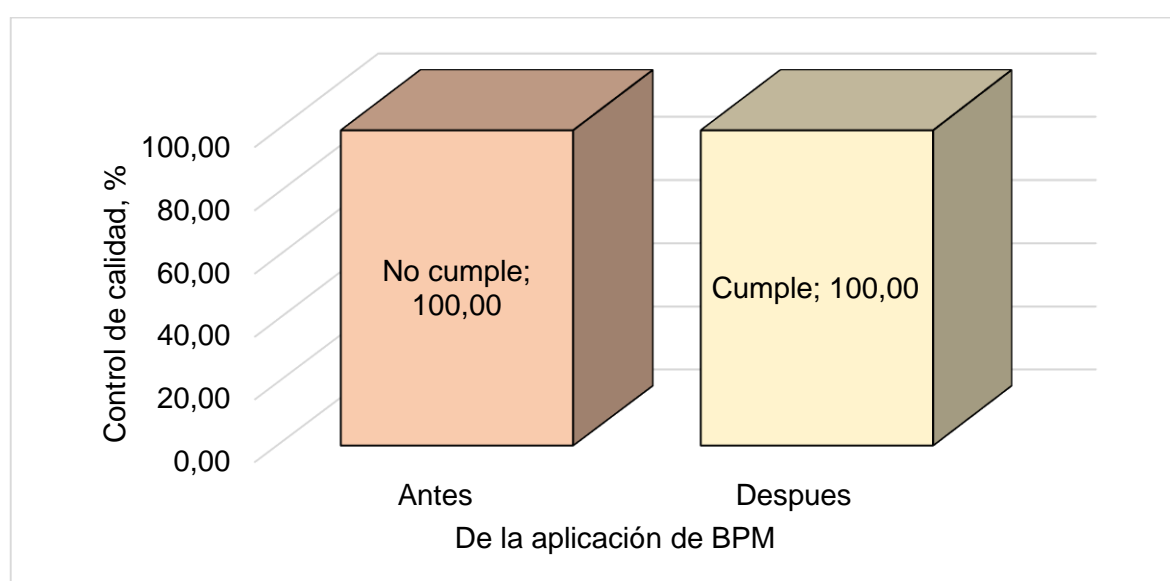 Control de calidad, %
100,00
80,00
60,00
40,00
20,00
0,00
No cumple;
100,00
Cumple; 100,00
Antes
Despues
De la aplicación de BPM